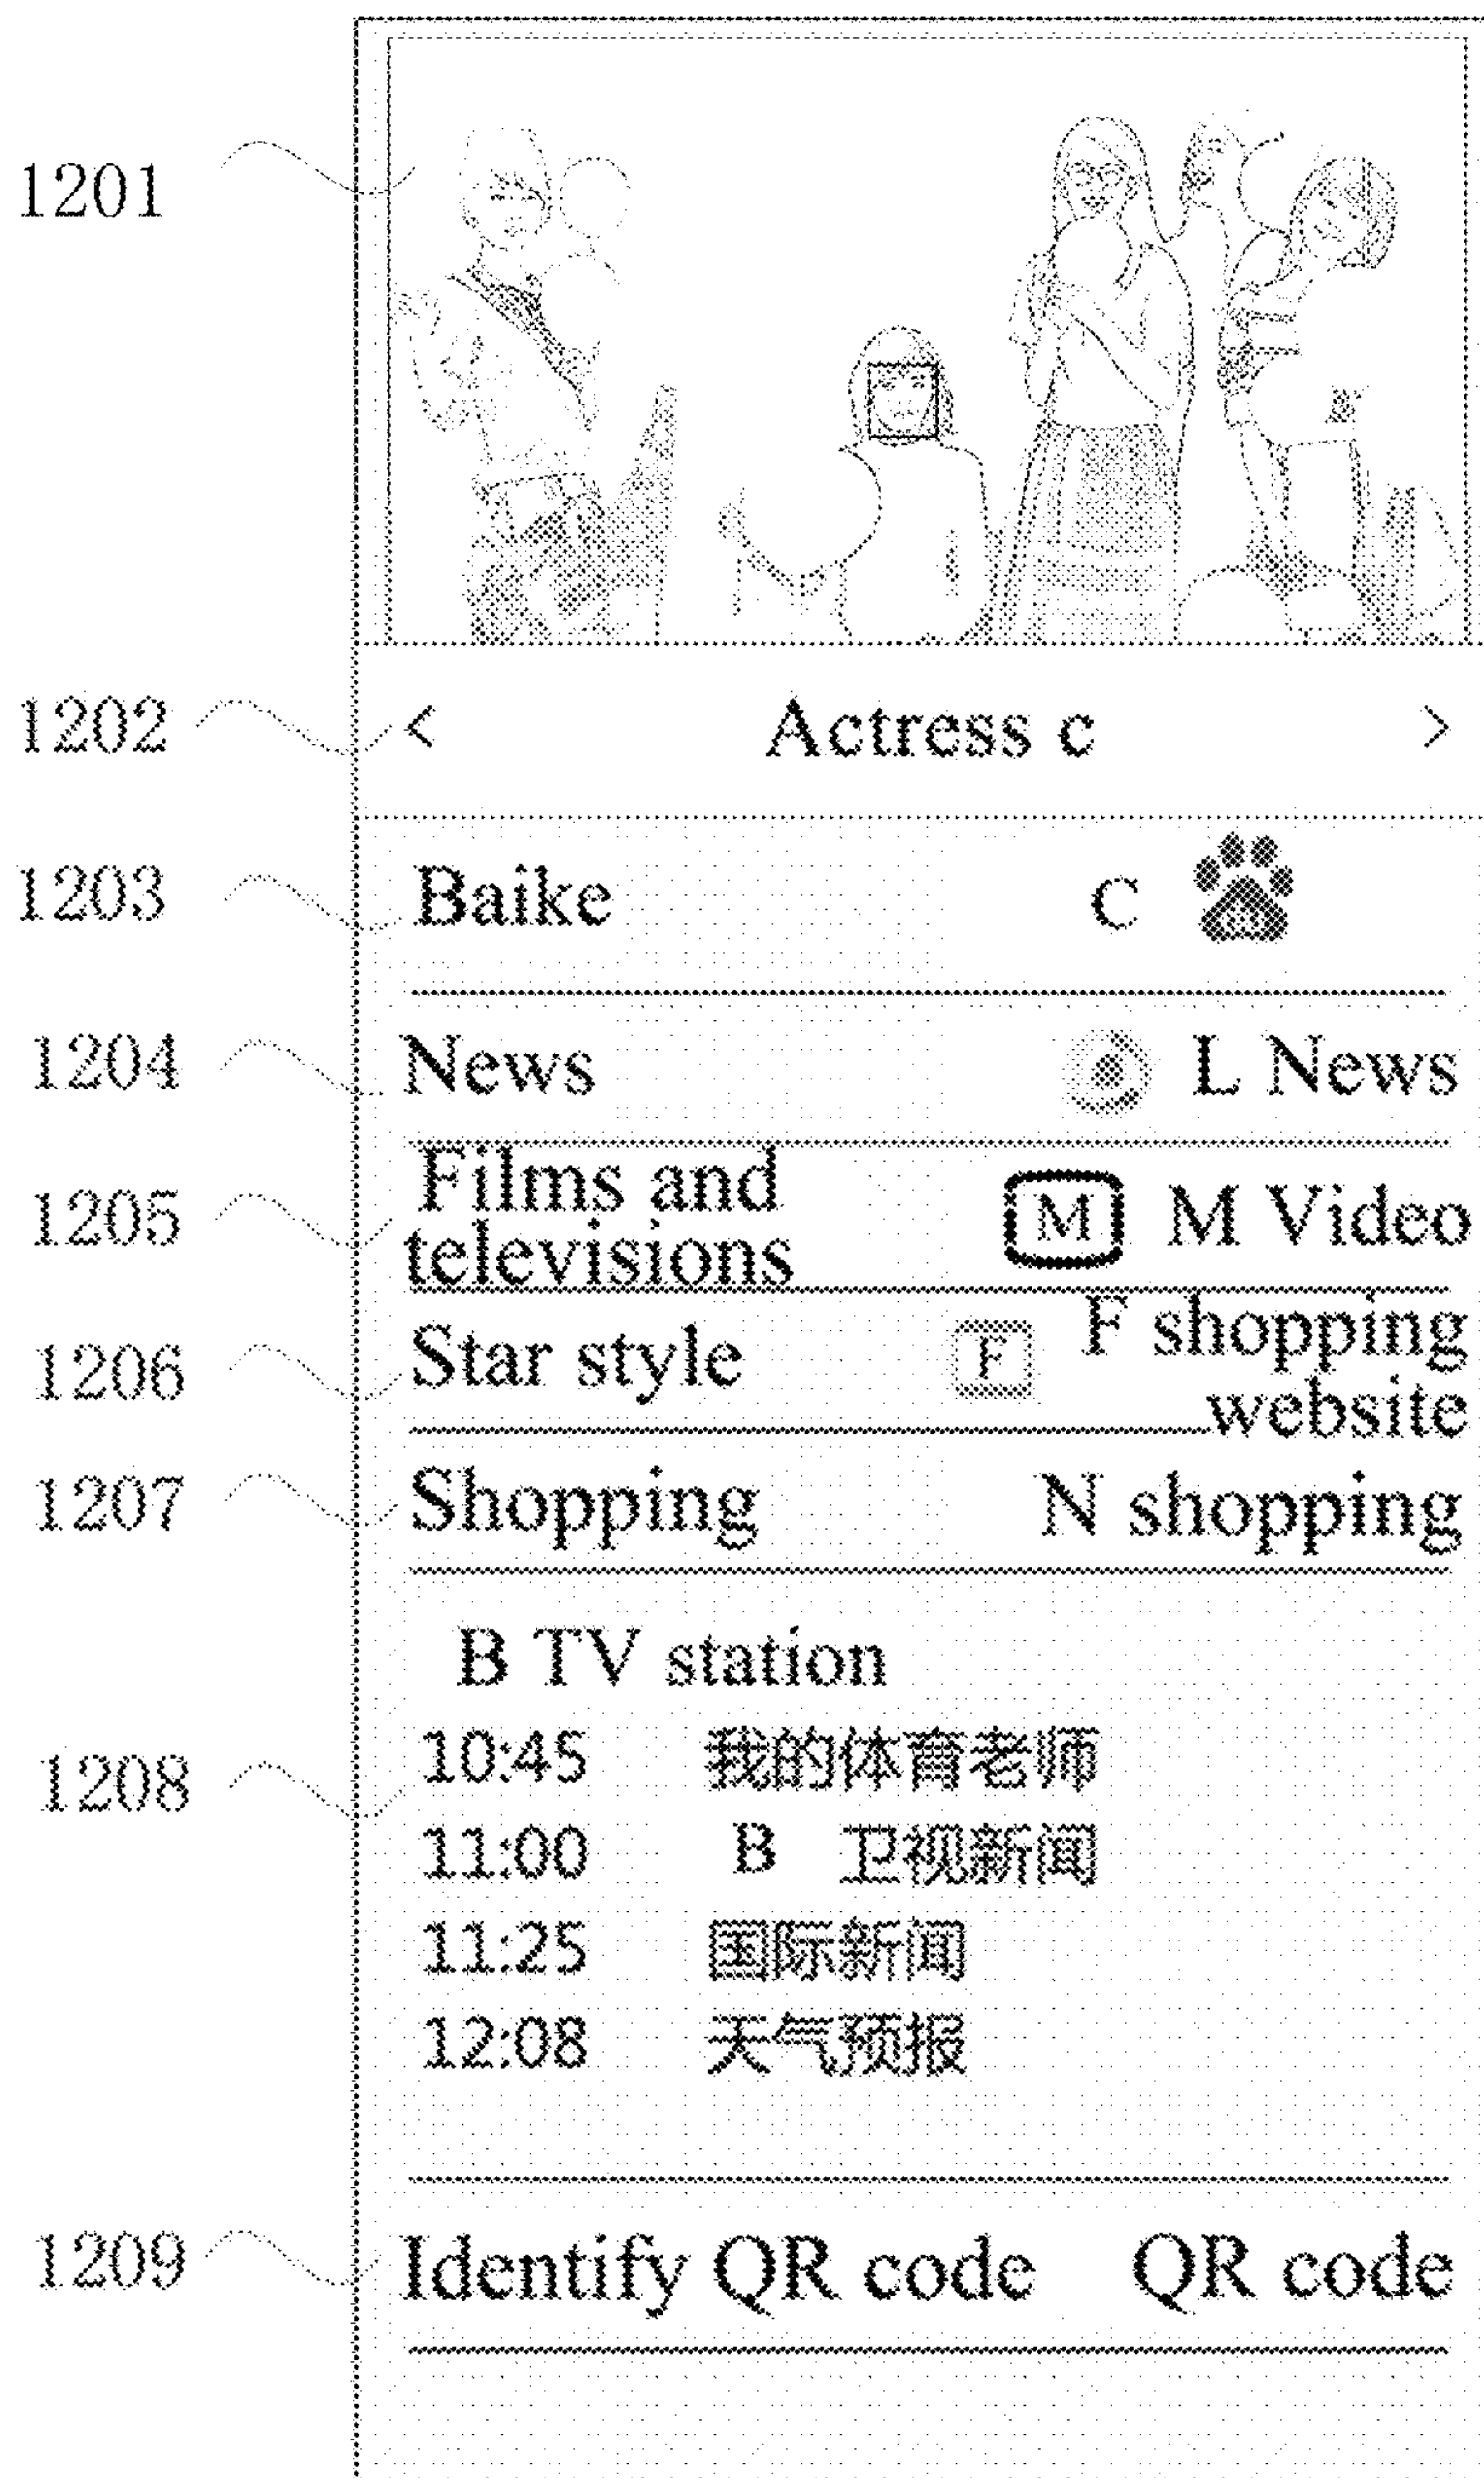 1201
1202 < Actress c >
1203 Baike C
1204 News L News
1205 Films and televisions M M Video
1206 Star style F F shopping website
1207 Shopping N shopping
B TV station
1208
10:45 我的体育老师
11:00 B 卫视新闻
11:25 国际新闻
12:08 天气预报
1209 Identify QR code QR code